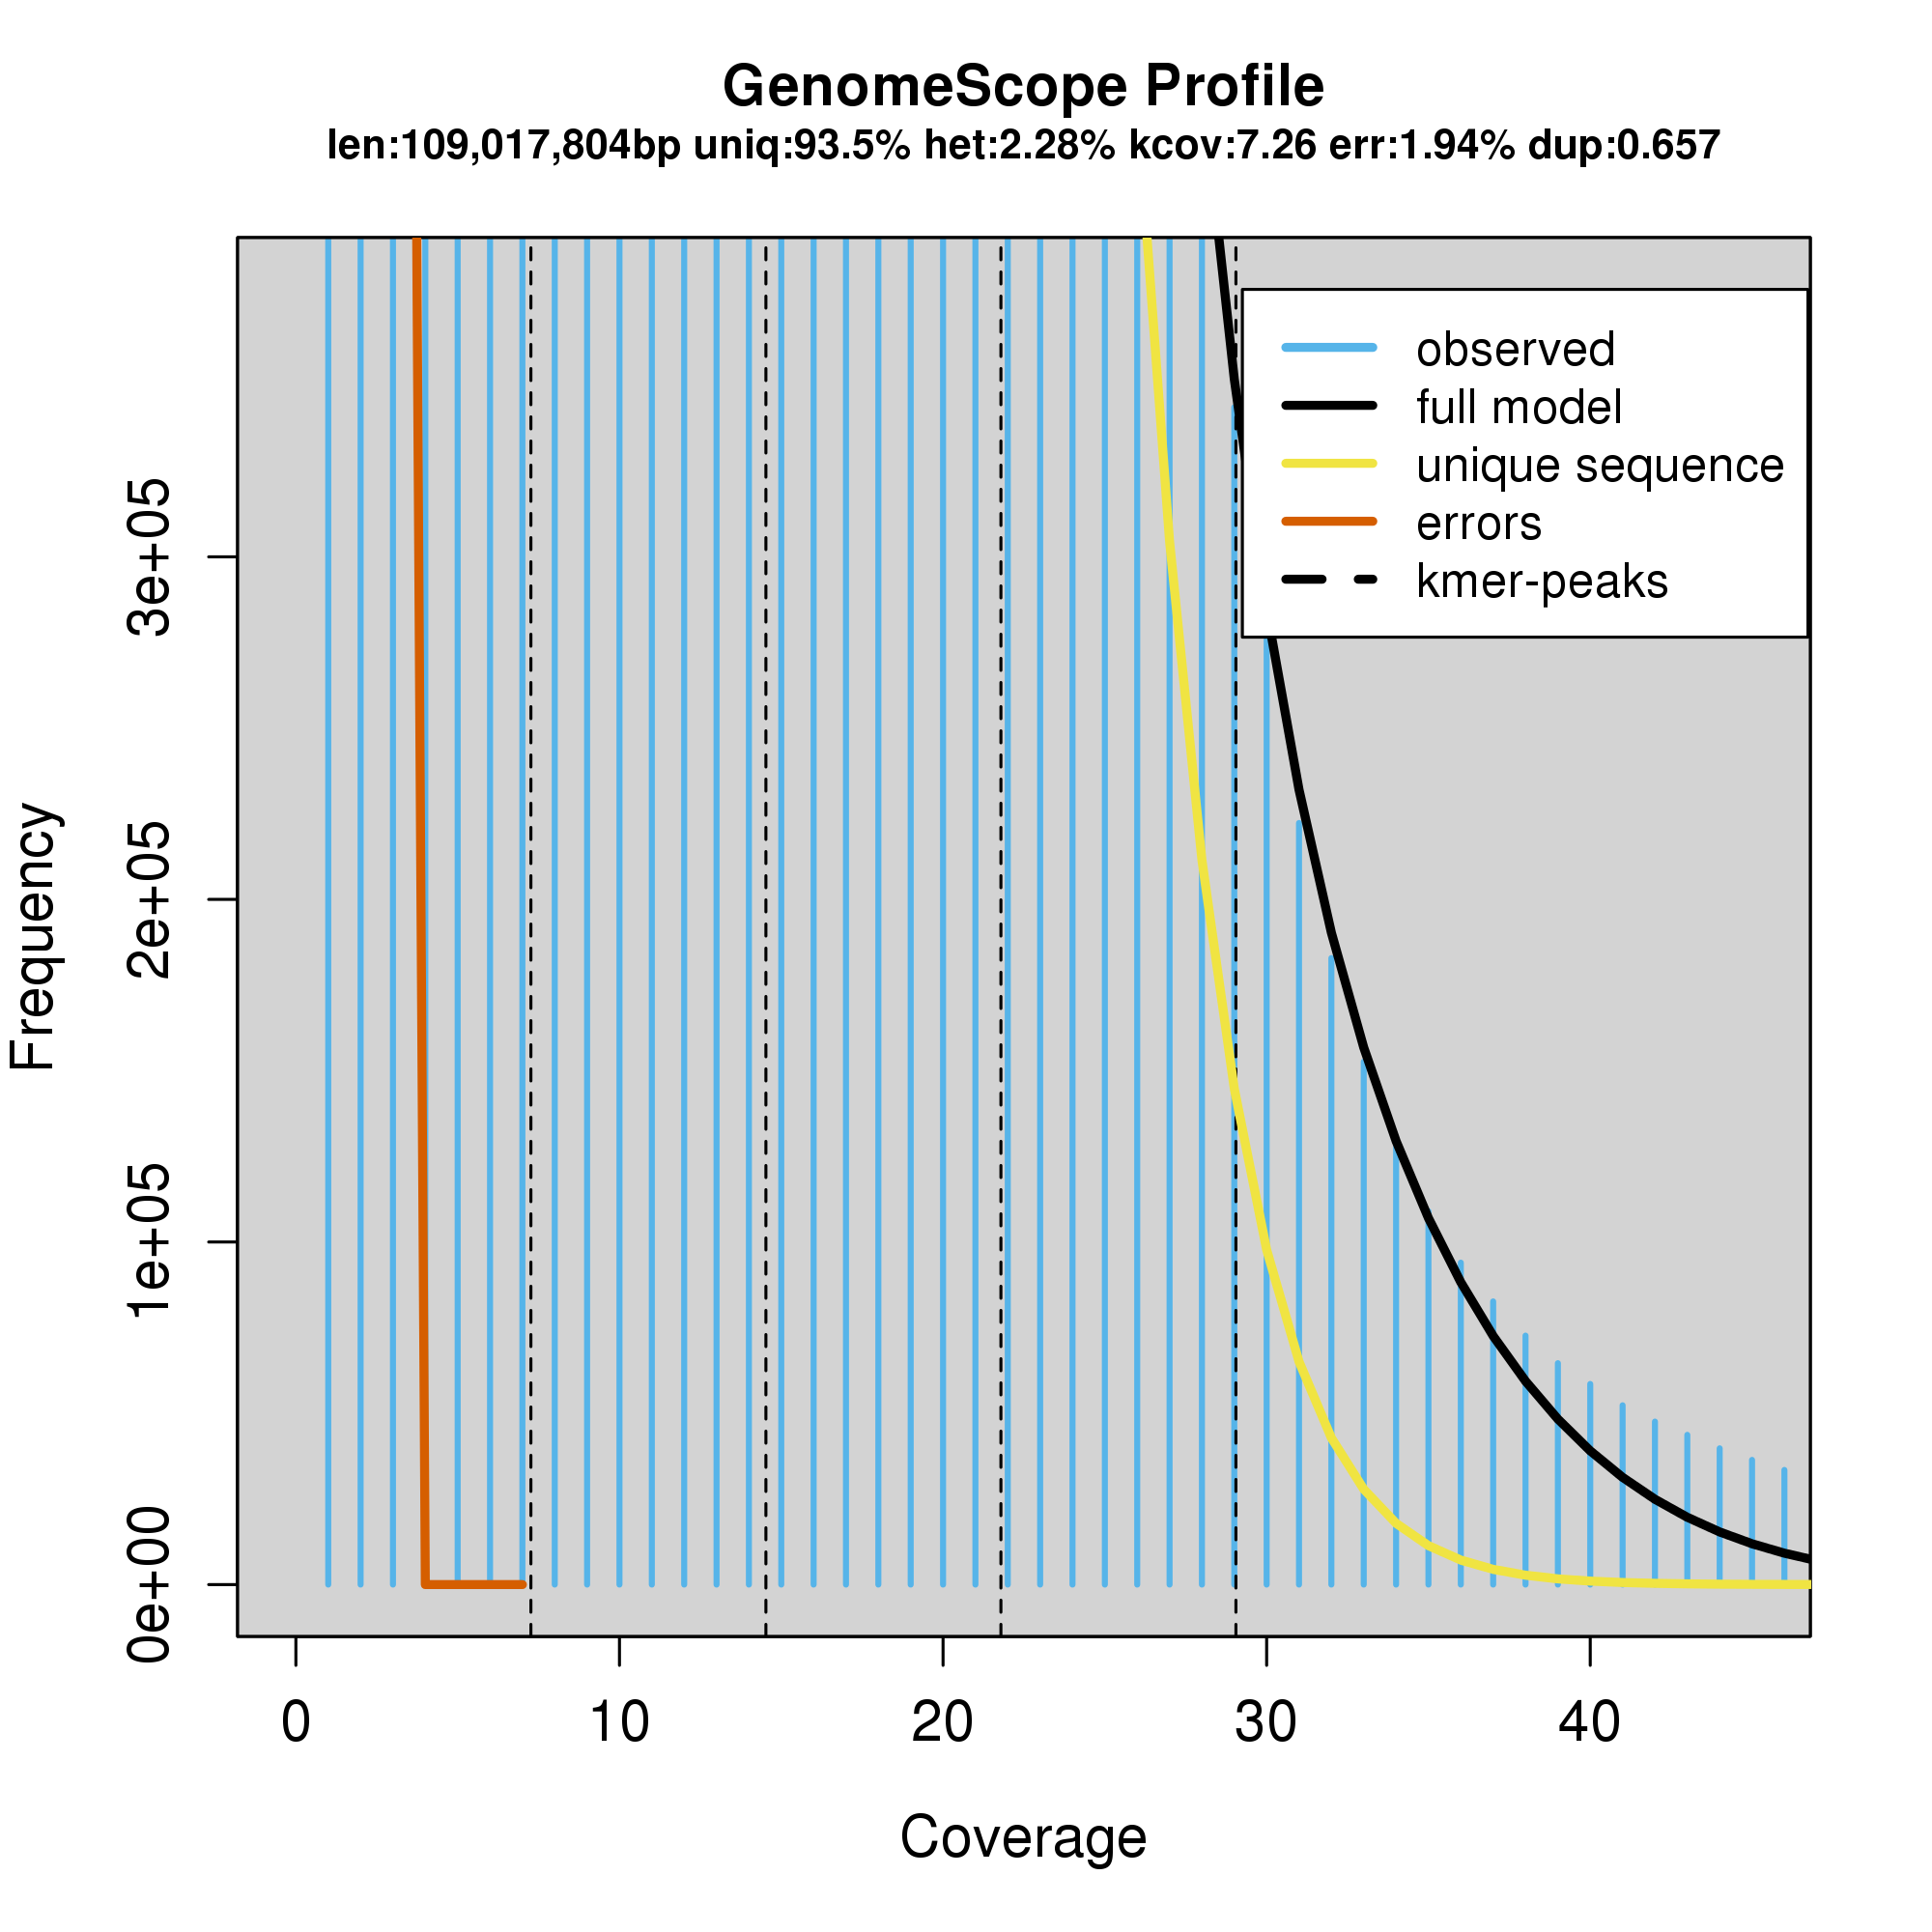 GenomeScope Profile
len:109,017,804bp uniq:93.5% het:2.28% kcov:7.26 err:1.94% dup:0.657
observed
full model
unique sequence
errors
kmer-peaks
Frequency
3e+05
2e+05
1e+05
0e+00
0 10 20 30 40
Coverage